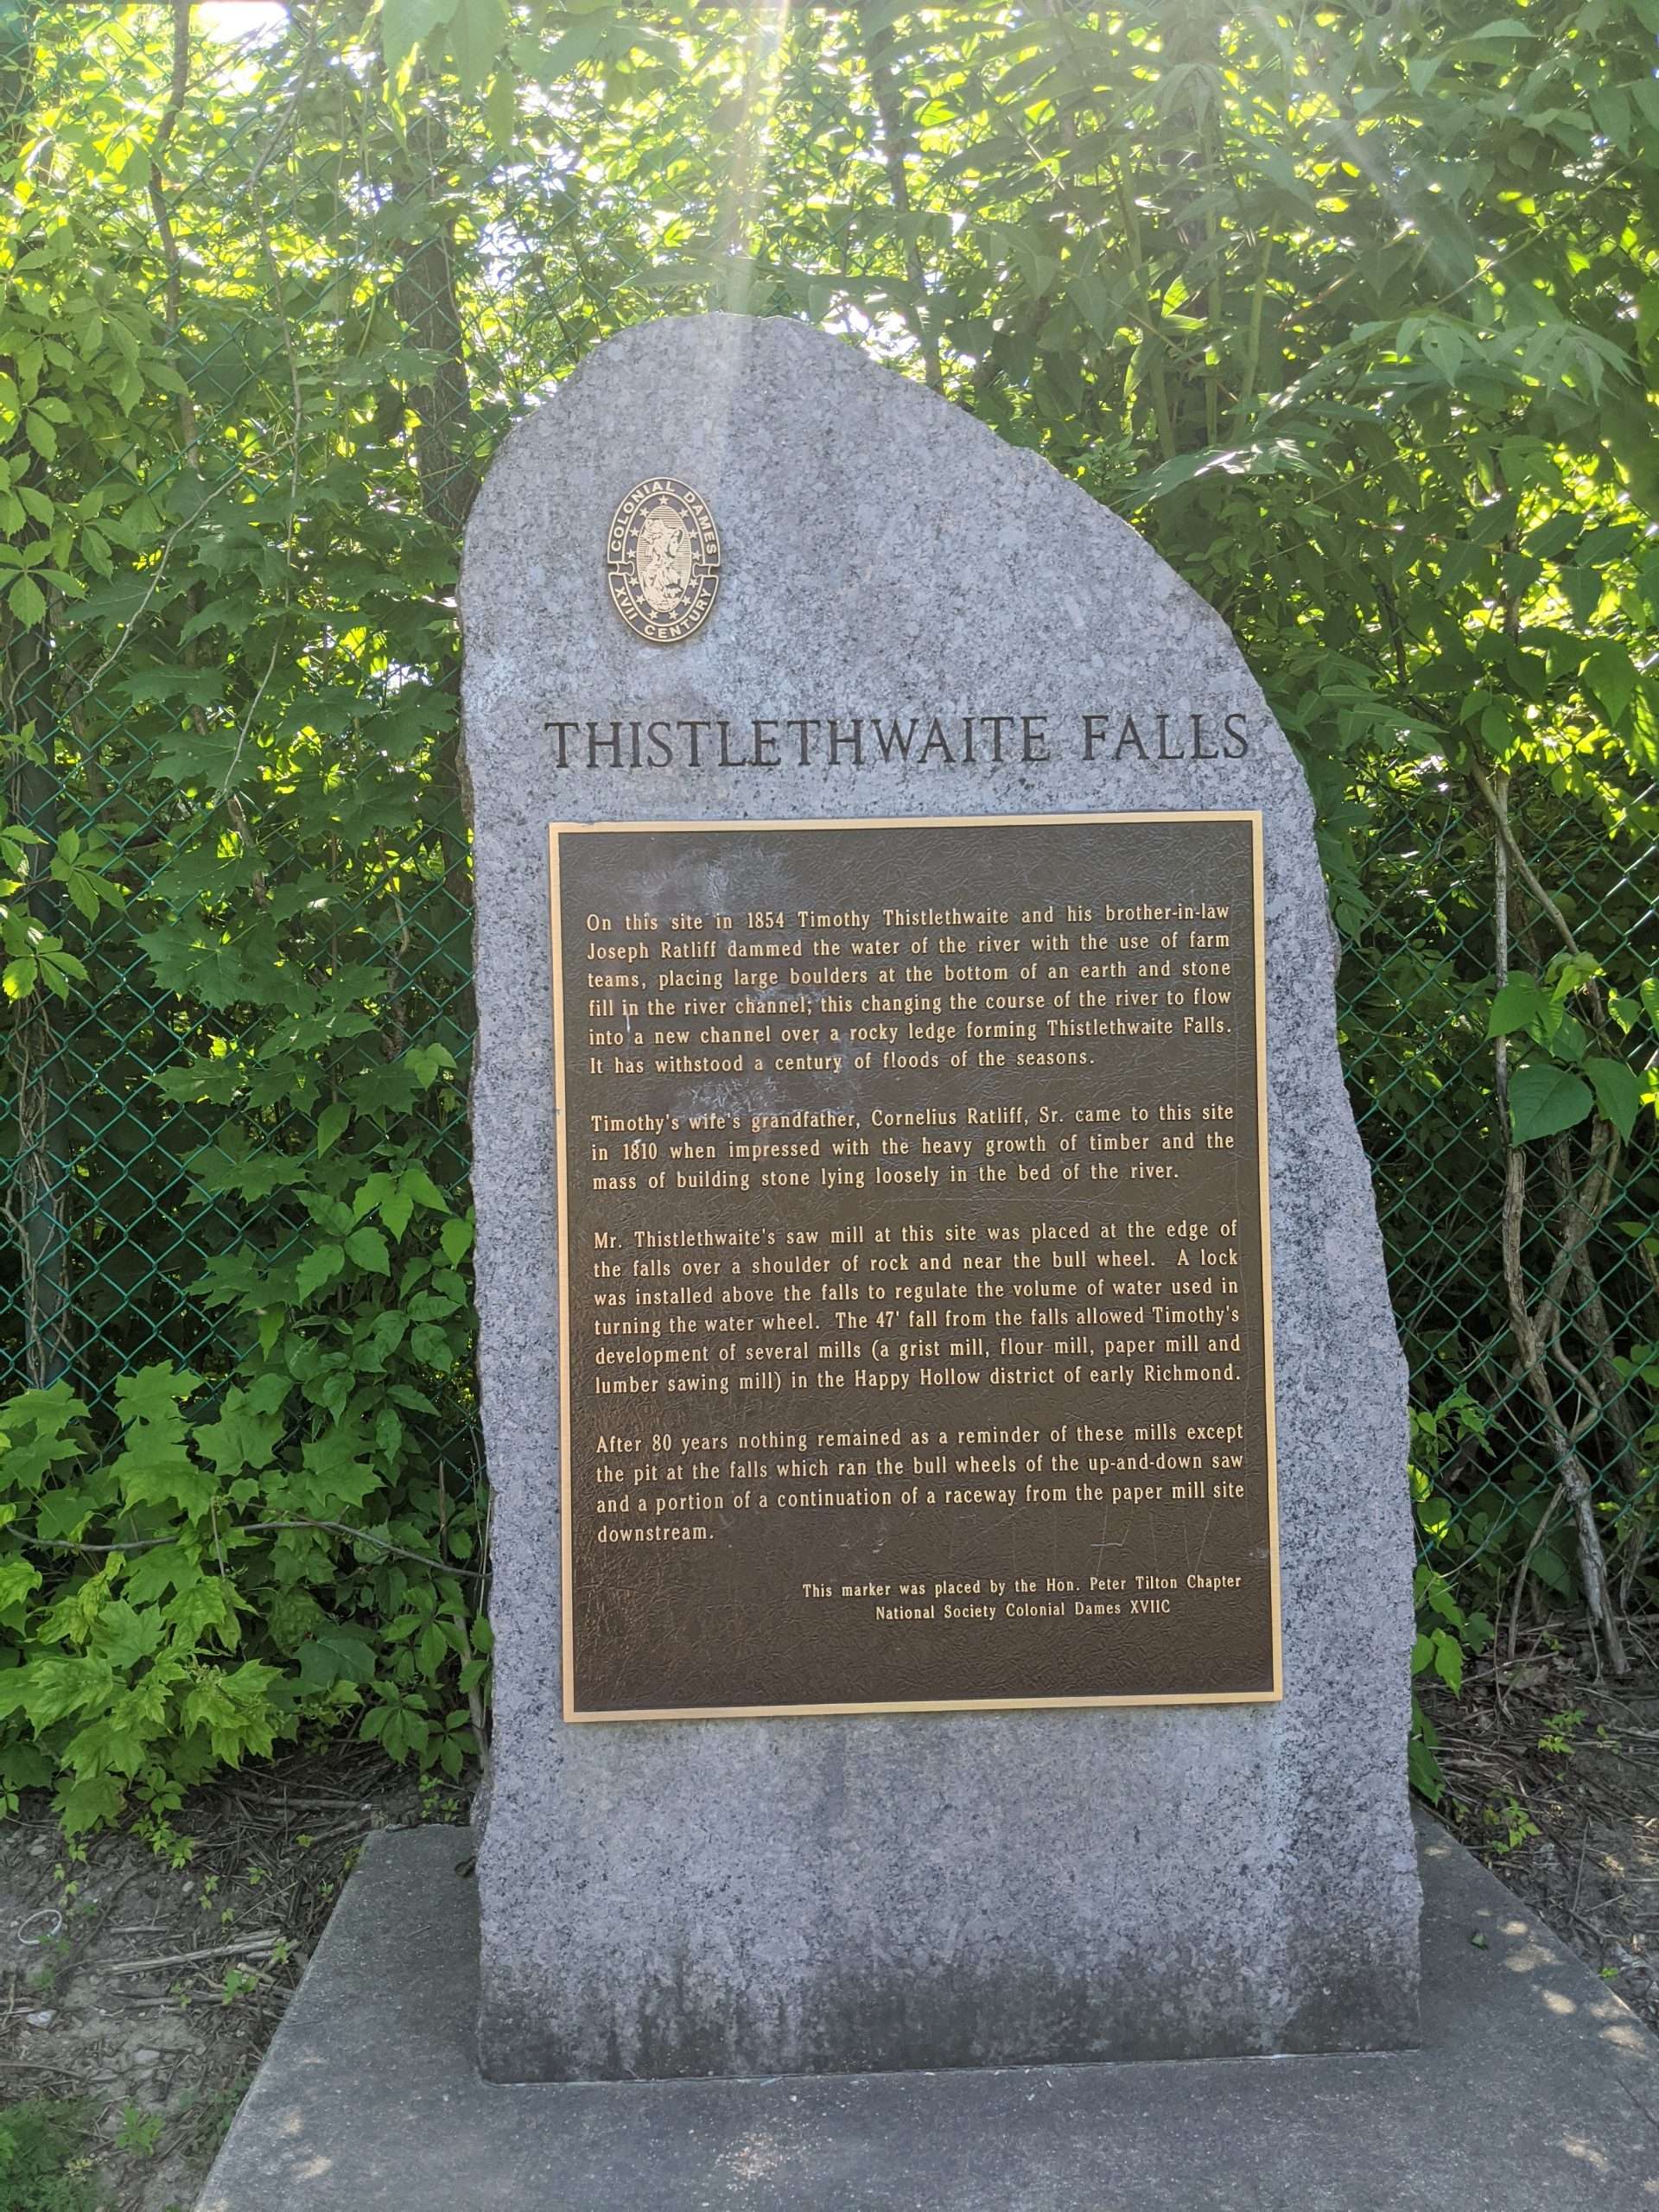 COLONIAL DAMES
XVII CENTURY
THISTLETHWAITE FALLS
On this site in 1854 Timothy Thistlethwaite and his brother-in-law
Joseph Ratliff dammed the water of the river with the use of farm
teams, placing large boulders at the bottom of an earth and stone
fill in the river channel; this changing the course of the river to flow
into a new channel over a rocky ledge forming Thistlethwaite Falls.
It has withstood a century of floods of the seasons.
Timothy's wife's grandfather, Cornelius Ratliff, Sr. came to this site
in 1810 when impressed with the heavy growth of timber and the
mass of building stone lying loosely in the bed of the river.
Mr. Thistlethwaite's saw mill at this site was placed at the edge of
the falls over a shoulder of rock and near the bull wheel. A lock
was installed above the falls to regulate the volume of water used in
turning the water wheel. The 47' fall from the falls allowed Timothy's
development of several mills (a grist mill, flour mill, paper mill and
lumber sawing mill) in the Happy Hollow district of early Richmond.
After 80 years nothing remained as a reminder of these mills except
the pit at the falls which ran the bull wheels of the up-and-down saw
and a portion of a continuation of a raceway from the paper mill site
downstream.
This marker was placed by the Hon. Peter Tilton Chapter
National Society Colonial Dames XVIIC